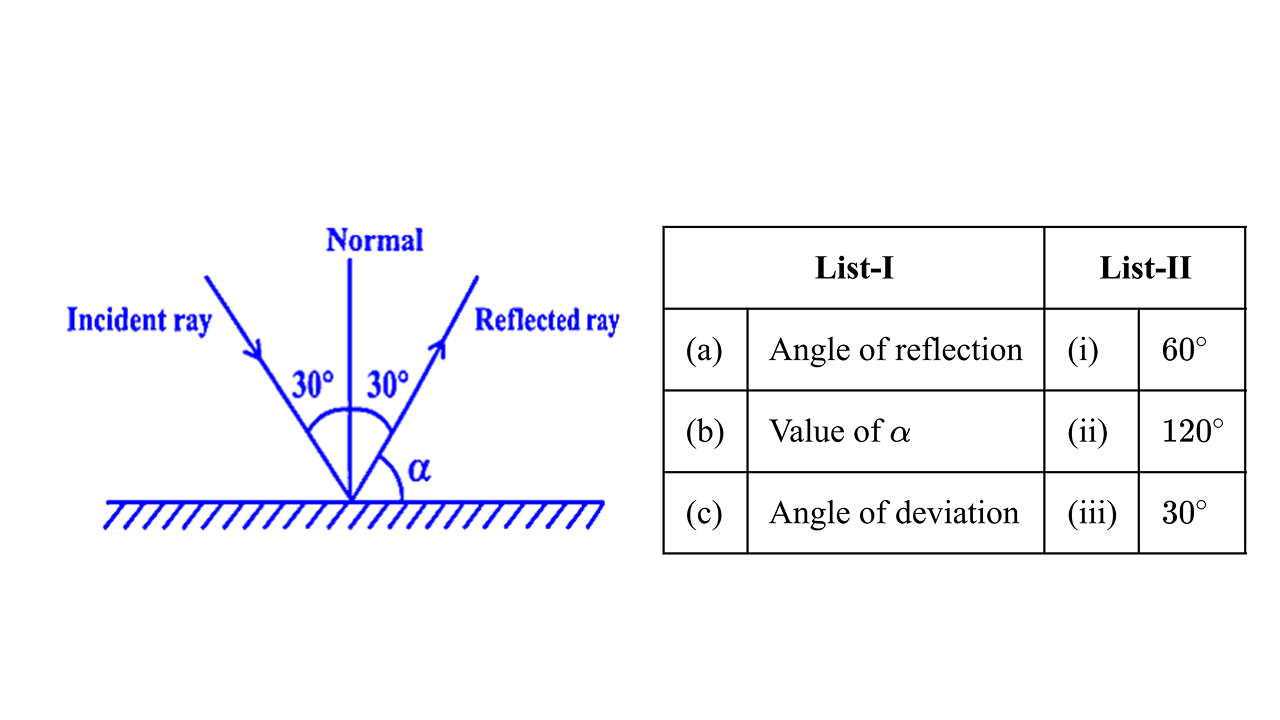 Normal
Incident ray
Reflected ray
30° 30°
α
List-I List-II
(a) Angle of reflection (i) 60°
(b) Value of α (ii) 120°
(c) Angle of deviation (iii) 30°